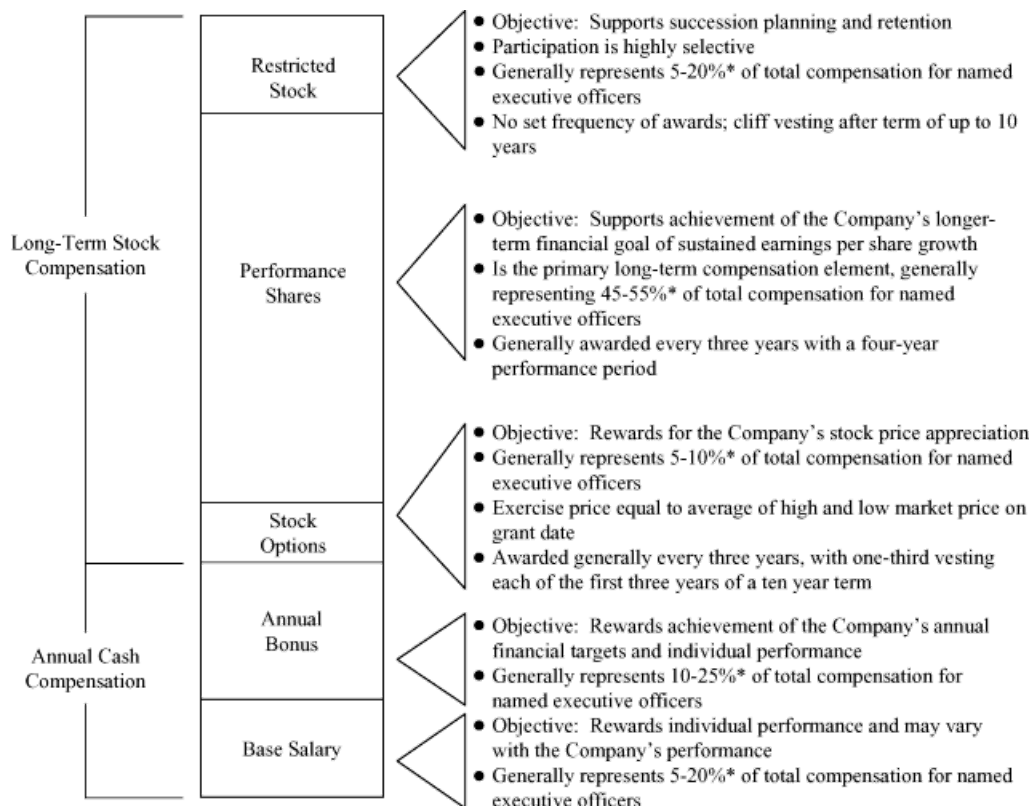 ● Objective: Supports succession planning and retention
● Participation is highly selective
● Generally represents 5-20%* of total compensation for named
executive officers
● No set frequency of awards; cliff vesting after term of up to 10
years
Restricted
Stock
Long-Term Stock
Compensation
Performance
Shares
● Objective: Supports achievement of the Company's longer-
term financial goal of sustained earnings per share growth
● Is the primary long-term compensation element, generally
representing 45-55%* of total compensation for named
executive officers
● Generally awarded every three years with a four-year
performance period
Stock
Options
● Objective: Rewards for the Company's stock price appreciation
● Generally represents 5-10%* of total compensation for named
executive officers
● Exercise price equal to average of high and low market price on
grant date
● Awarded generally every three years, with one-third vesting
each of the first three years of a ten year term
Annual Cash
Compensation
Annual
Bonus
● Objective: Rewards achievement of the Company's annual
financial targets and individual performance
● Generally represents 10-25%* of total compensation for
named executive officers
Base Salary
● Objective: Rewards individual performance and may vary
with the Company's performance
● Generally represents 5-20%* of total compensation for named
executive officers